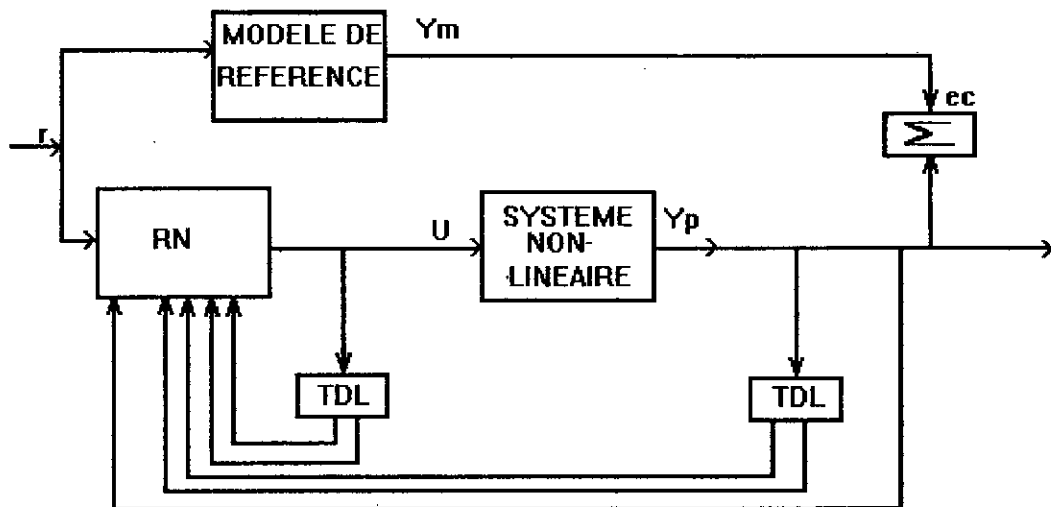 MODELE DE
REFERENCE
Ym
ec
Σ
r
RN
U
SYSTEME
NON-
LINEAIRE
Yp
TDL
TDL